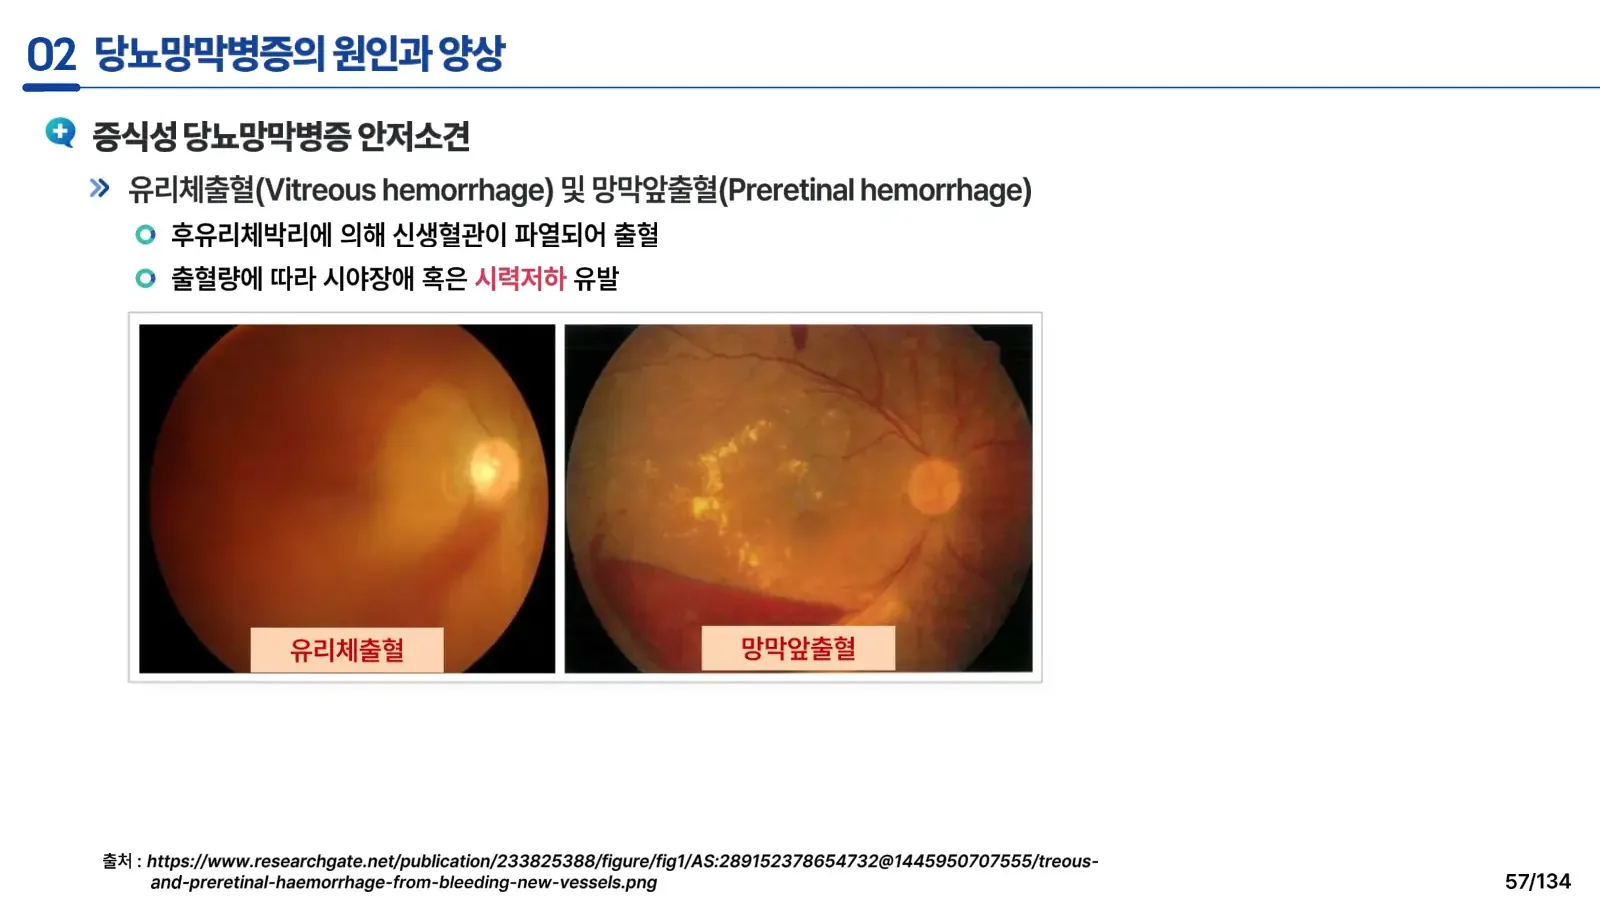 02 당뇨망막병증의 원인과 양상
증식성 당뇨망막병증 안저소견
유리체출혈(Vitreous hemorrhage) 및 망막앞출혈(Preretinal hemorrhage)
후유리체박리에 의해 신생혈관이 파열되어 출혈
출혈량에 따라 시야장애 혹은 시력저하 유발
유리체출혈
망막앞출혈
출처 : https://www.researchgate.net/publication/233825388/figure/fig1/AS:289152378654732@1445950707555/treous-
and-preretinal-haemorrhage-from-bleeding-new-vessels.png
57/134